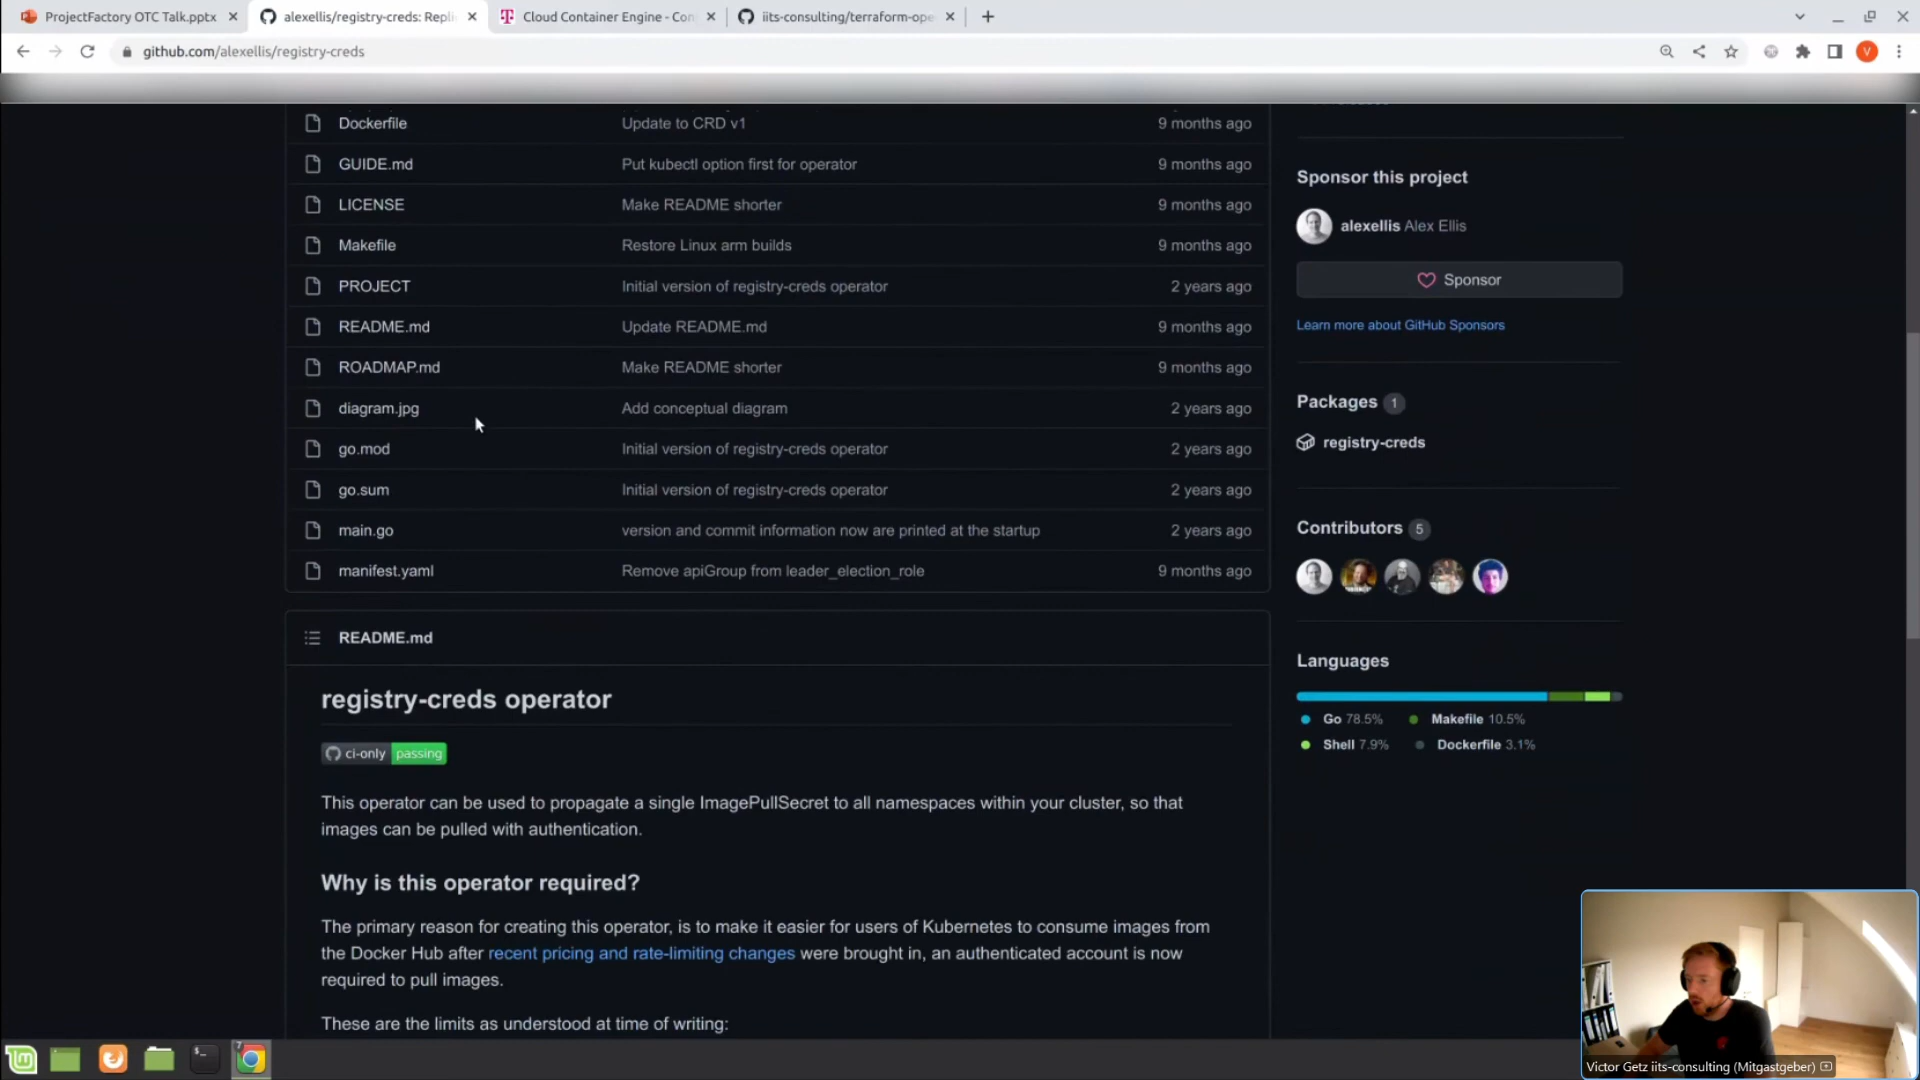 ProjectFactory OTC Talk.pptx
alexellis/registry-creds: Repli
Cloud Container Engine - Con
iits-consulting/terraform-ope
github.com/alexellis/registry-creds
V
Dockerfile Update to CRD v1 9 months ago
GUIDE.md Put kubectl option first for operator 9 months ago
LICENSE Make README shorter 9 months ago
Makefile Restore Linux arm builds 9 months ago
PROJECT Initial version of registry-creds operator 2 years ago
README.md Update README.md 9 months ago
ROADMAP.md Make README shorter 9 months ago
diagram.jpg Add conceptual diagram 2 years ago
go.mod Initial version of registry-creds operator 2 years ago
go.sum Initial version of registry-creds operator 2 years ago
main.go version and commit information now are printed at the startup 2 years ago
manifest.yaml Remove apiGroup from leader_election_role 9 months ago
README.md
registry-creds operator
ci-only passing
This operator can be used to propagate a single ImagePullSecret to all namespaces within your cluster, so that
images can be pulled with authentication.
Why is this operator required?
The primary reason for creating this operator, is to make it easier for users of Kubernetes to consume images from
the Docker Hub after recent pricing and rate-limiting changes were brought in, an authenticated account is now
required to pull images.
These are the limits as understood at time of writing:
Sponsor this project
alexellis Alex Ellis
Sponsor
Learn more about GitHub Sponsors
Packages 1
registry-creds
Contributors 5
Languages
Go 78.5% Makefile 10.5%
Shell 7.9% Dockerfile 3.1%
7
Victor Getz iits-consulting (Mitgastgeber)